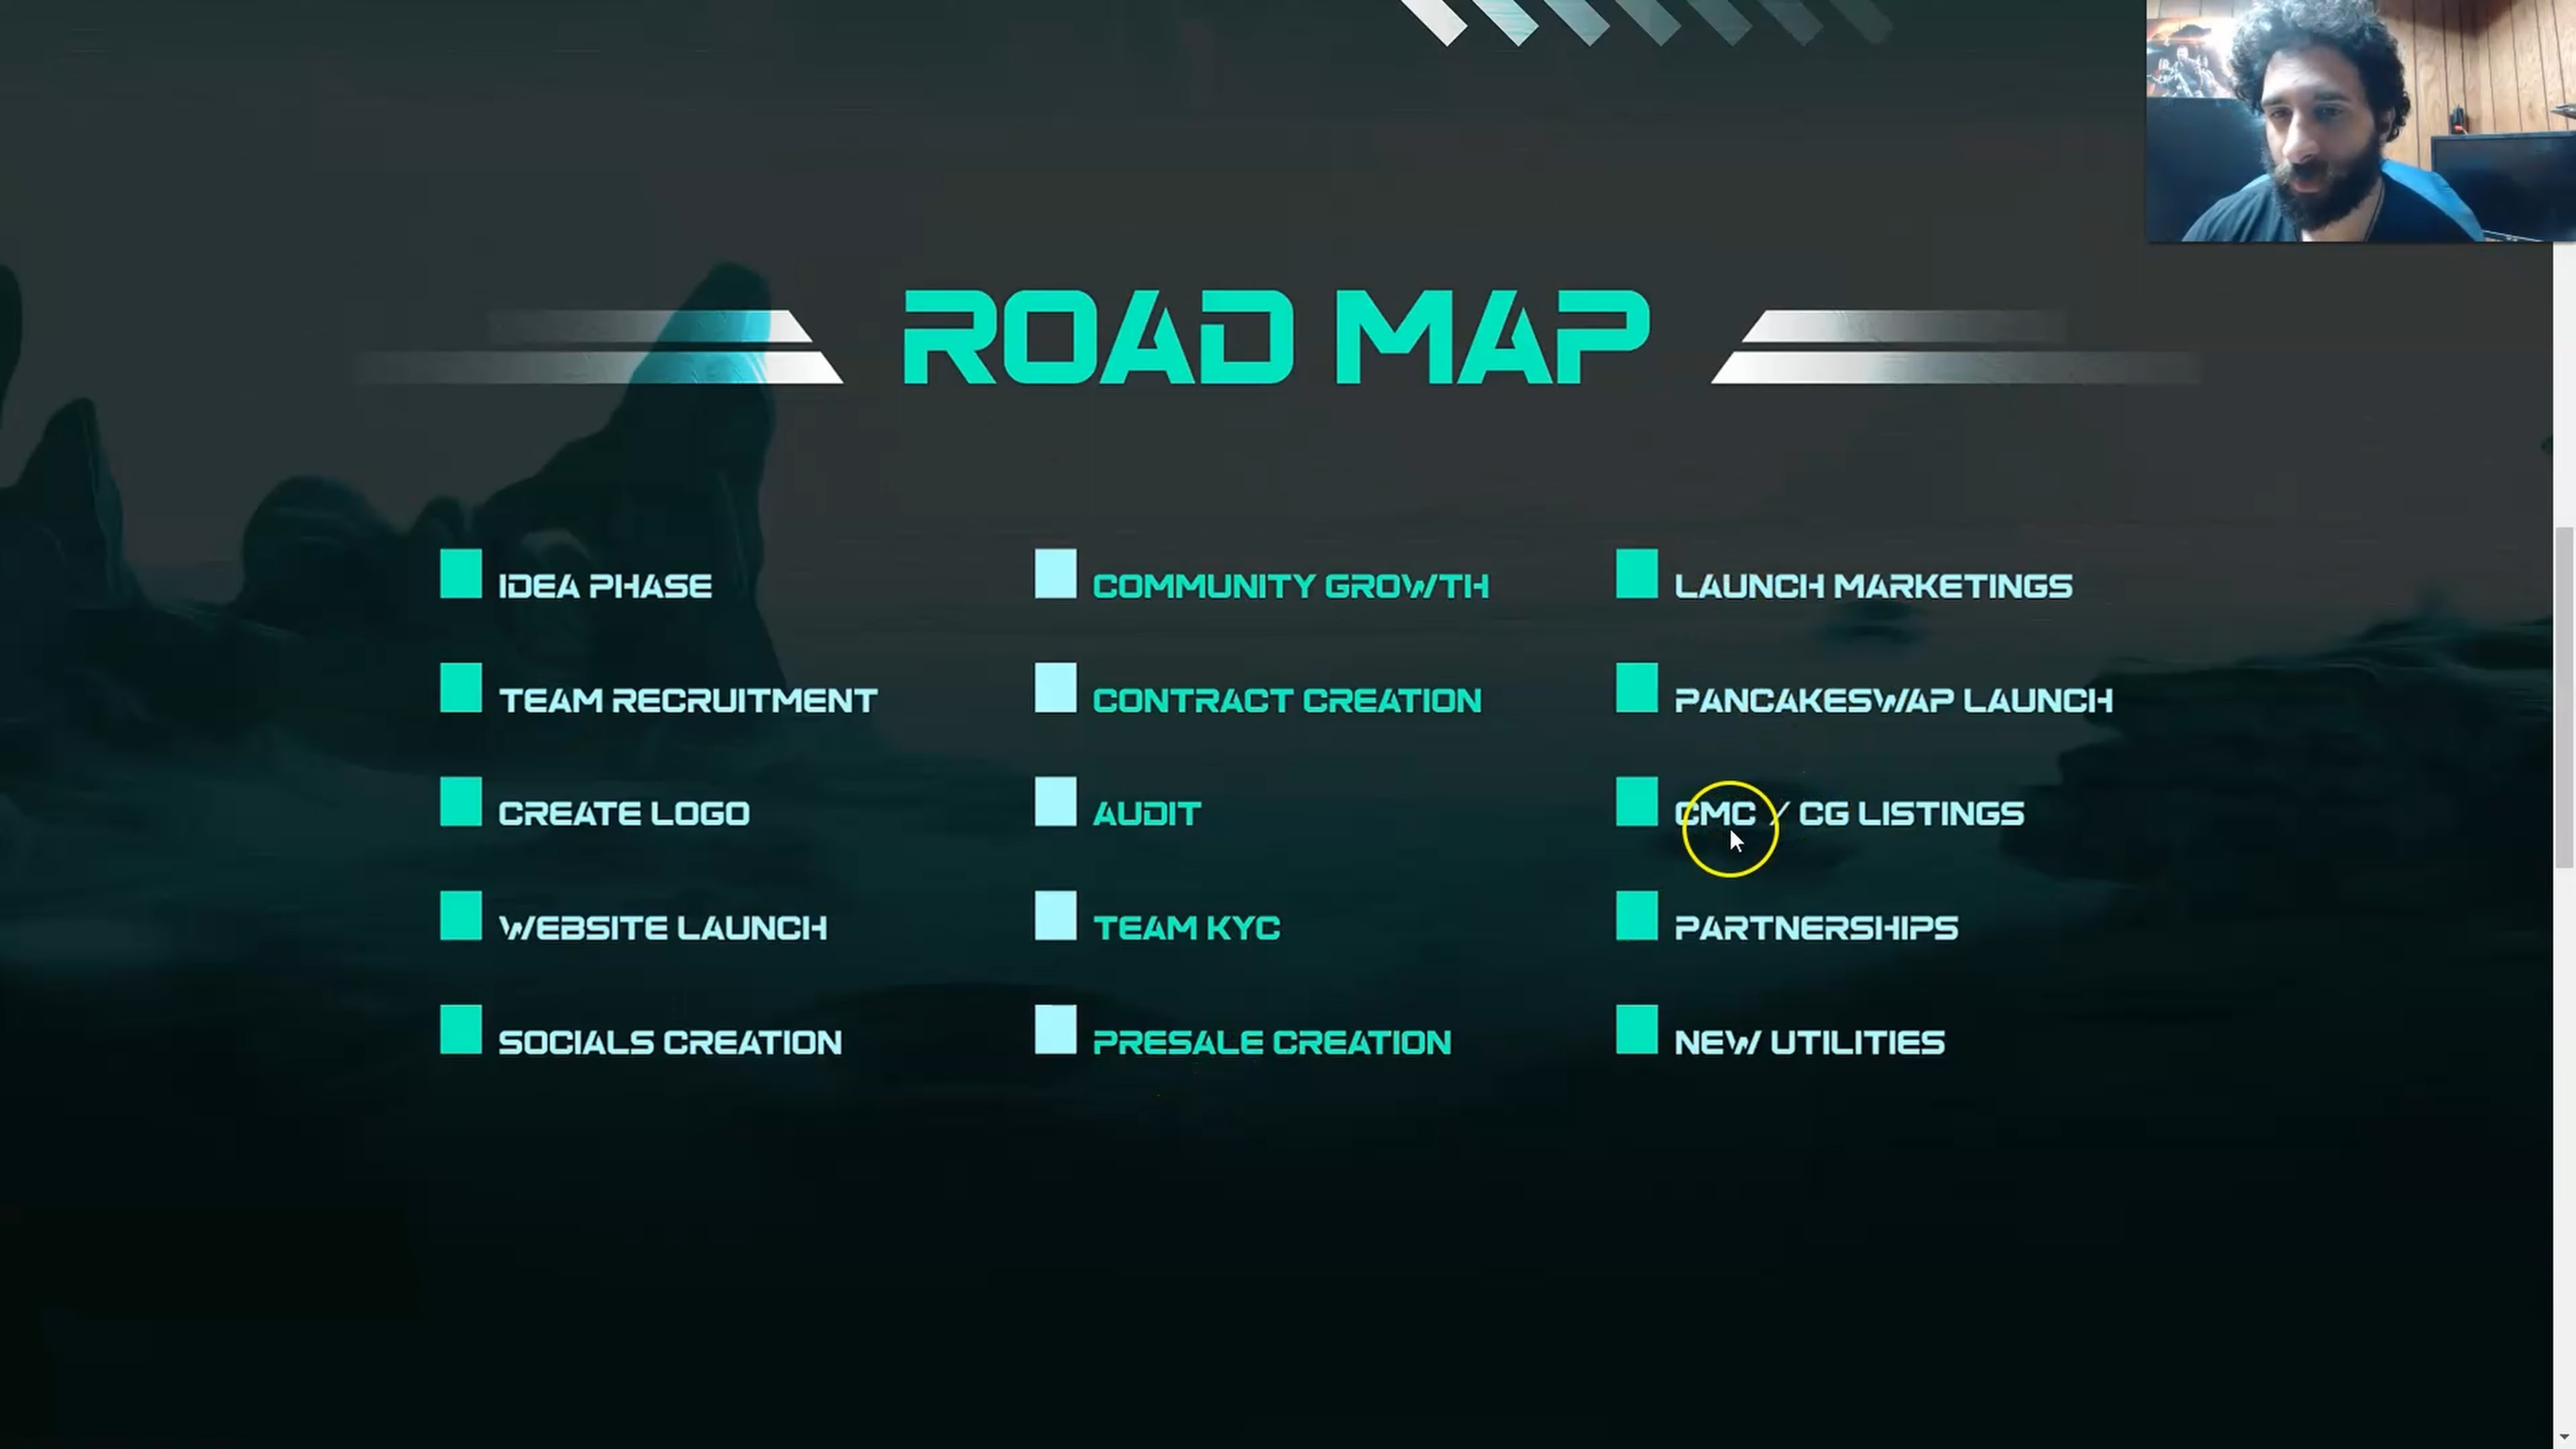 ROAD MAP
IDEA PHASE
TEAM RECRUITMENT
CREATE LOGO
WEBSITE LAUNCH
SOCIALS CREATION
COMMUNITY GROWTH
CONTRACT CREATION
AUDIT
TEAM KYC
PRESALE CREATION
LAUNCH MARKETINGS
PANCAKESWAP LAUNCH
CMC / CG LISTINGS
PARTNERSHIPS
NEW UTILITIES